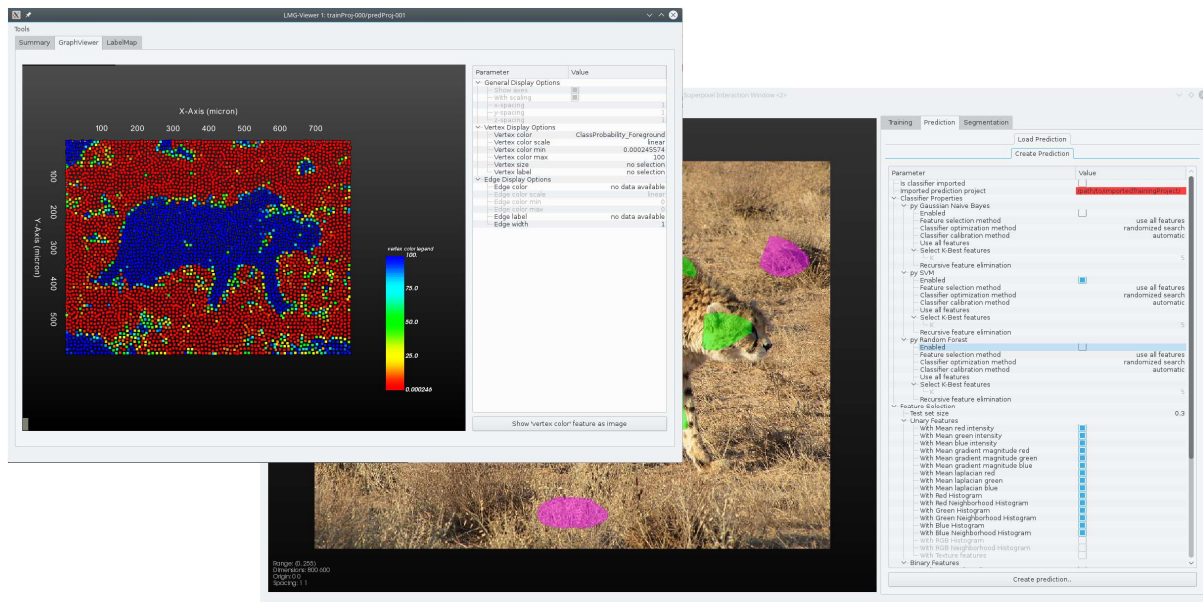 LMG-Viewer 1: trainProj-000/predProj-001
Tools
Summary GraphViewer LabelMap
X-Axis (micron)
100 200 300 400 500 600 700
Y-Axis (micron)
100
200
300
400
500
vertex color legend
100.
75.0
50.0
25.0
0.000246
Parameter Value
General Display Options
Show axes
With scaling
x-spacing 1
y-spacing 1
z-spacing 1
Vertex Display Options
Vertex color ClassProbability_Foreground
Vertex color scale linear
Vertex color min 0.000245574
Vertex color max 100
Vertex size no selection
Vertex label no selection
Edge Display Options
Edge color no data available
Edge color scale linear
Edge color min 0
Edge color max 0
Edge label no data available
Edge width 1
Show 'vertex color' feature as image
Superpixel Interaction Window <2>
Range: (0, 255)
Dimensions: 800 600
Origin: 0 0
Spacing: 1 1
Training Prediction Segmentation
Load Prediction
Create Prediction
Parameter Value
Is classifier imported
Imported prediction project /path/to/importedTrainingProject/
Classifier Properties
py Gaussian Naive Bayes
Enabled
Feature selection method use all features
Classifier optimization method randomized search
Classifier calibration method automatic
Use all features
Select K-Best features
K 5
Recursive feature elimination
py SVM
Enabled
Feature selection method use all features
Classifier optimization method randomized search
Classifier calibration method automatic
Use all features
Select K-Best features
K 5
Recursive feature elimination
py Random Forest
Enabled
Feature selection method use all features
Classifier optimization method randomized search
Classifier calibration method automatic
Use all features
Select K-Best features
K 5
Recursive feature elimination
Feature Selection
Test set size 0.3
Unary Features
With Mean red intensity
With Mean green intensity
With Mean blue intensity
With Mean gradient magnitude red
With Mean gradient magnitude green
With Mean gradient magnitude blue
With Mean laplacian red
With Mean laplacian green
With Mean laplacian blue
With Red Histogram
With Red Neighborhood Histogram
With Green Histogram
With Green Neighborhood Histogram
With Blue Histogram
With Blue Neighborhood Histogram
With RGB Histogram
With RGB Neighborhood Histogram
With Texture features
Binary Features
Create prediction..